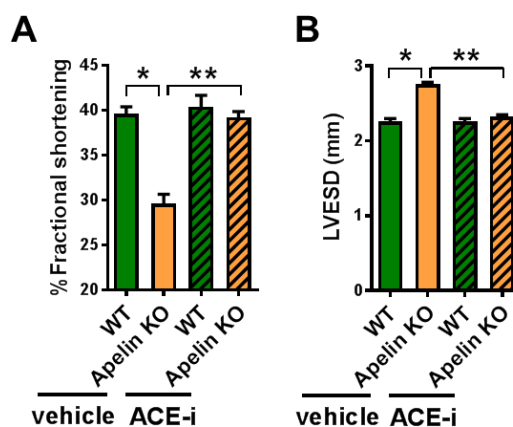 A
% Fractional shortening
45
40
35
30
25
20
*
**
WT
Apelin KO
WT
Apelin KO
vehicle
ACE-i
B
LVESD (mm)
3
2
1
0
*
**
WT
Apelin KO
WT
Apelin KO
vehicle
ACE-i